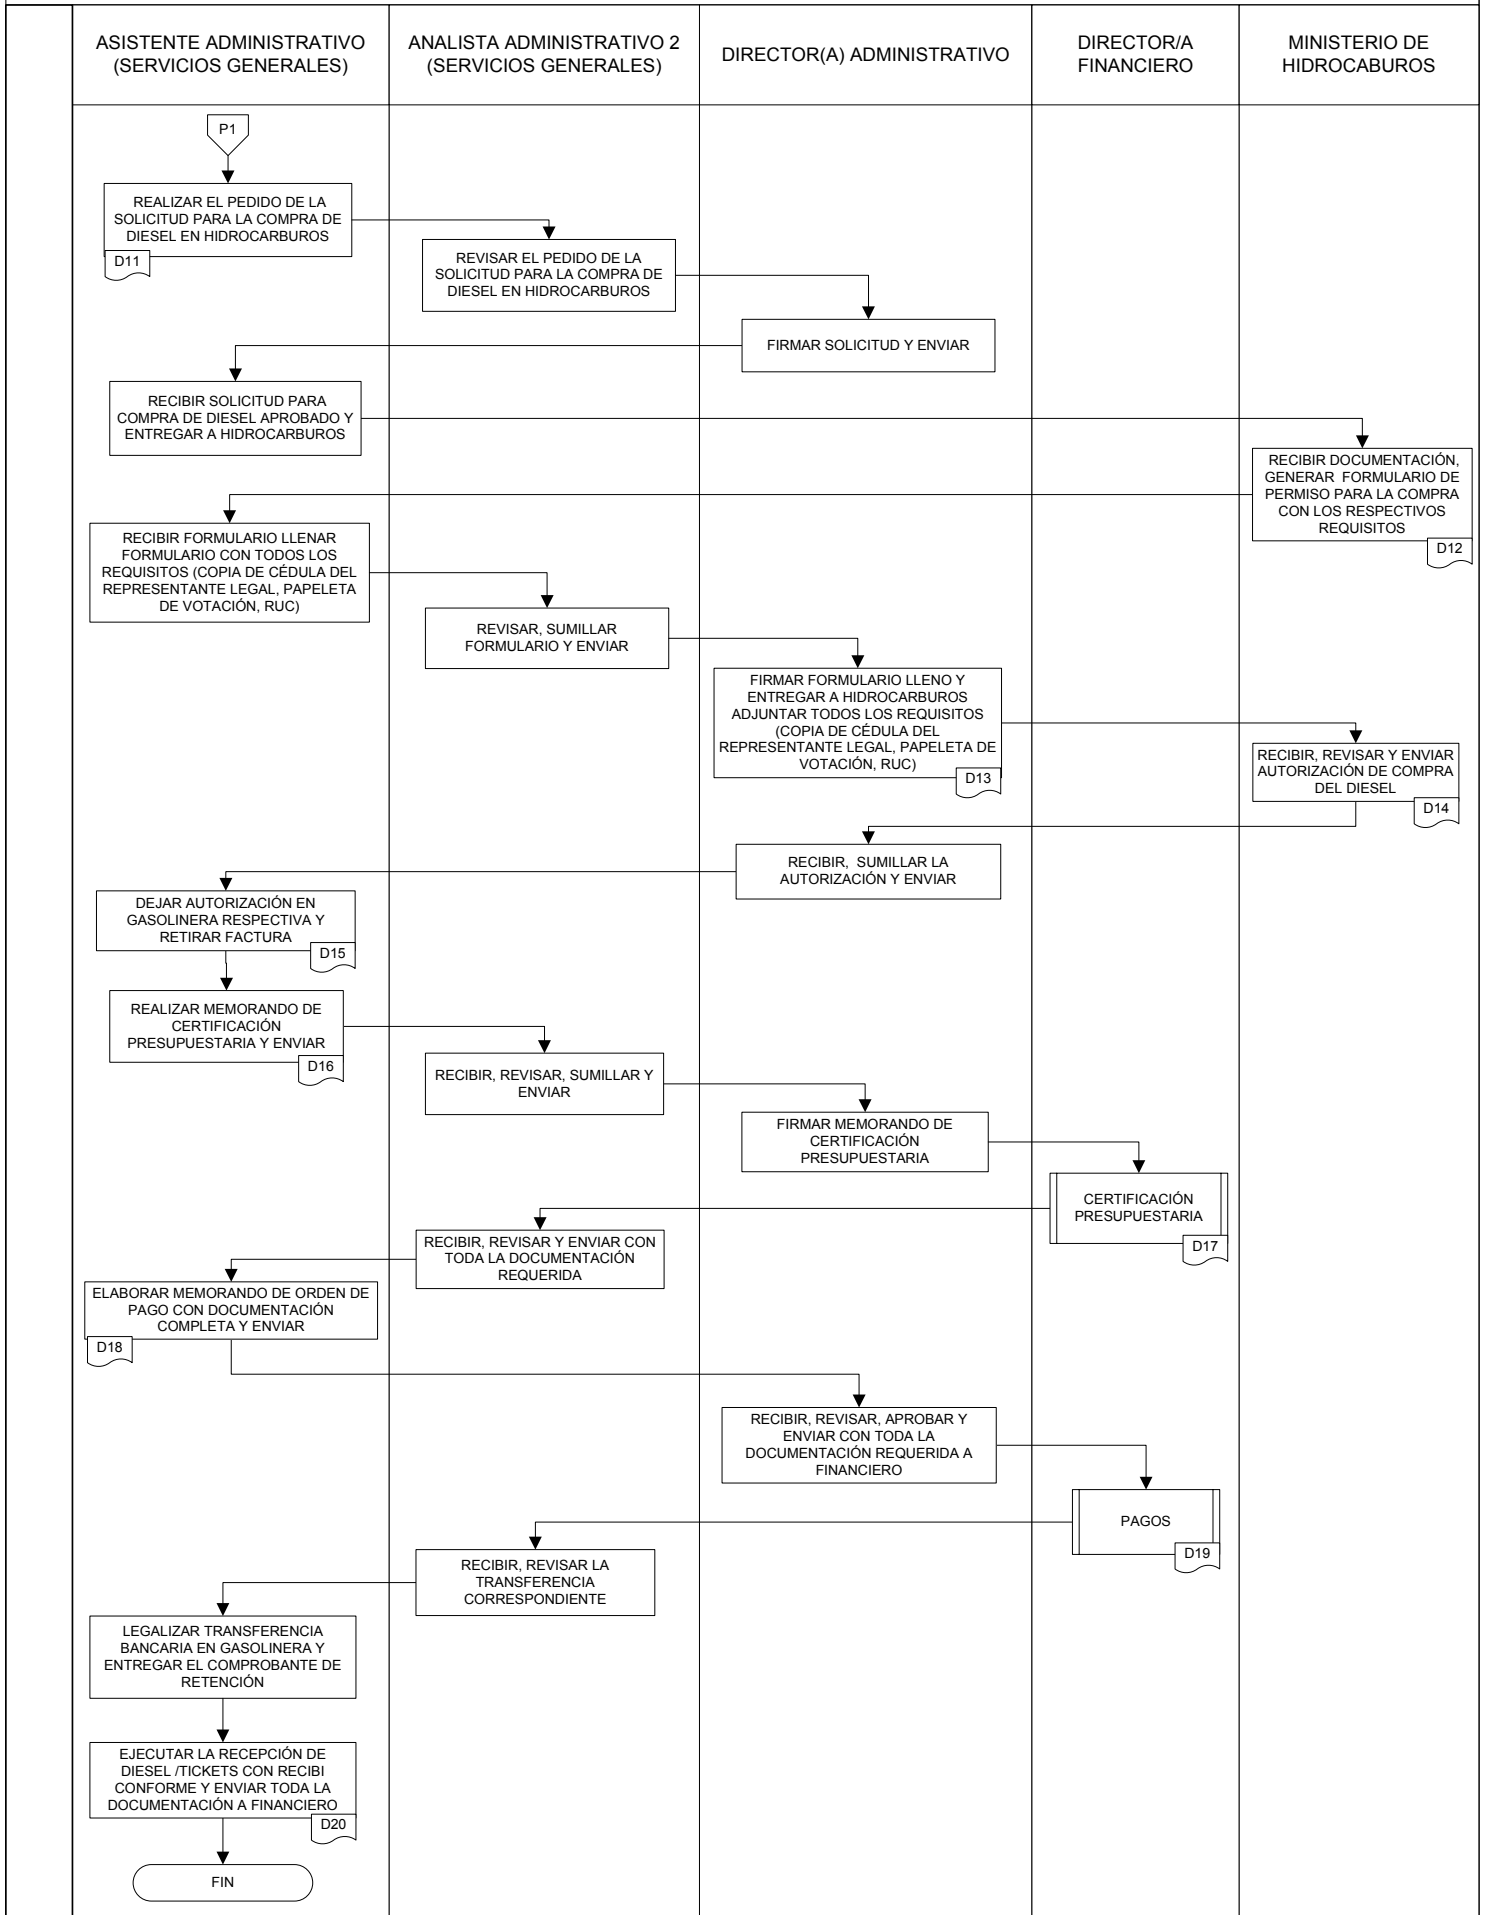 ASISTENTE ADMINISTRATIVO
(SERVICIOS GENERALES)
ANALISTA ADMINISTRATIVO 2
(SERVICIOS GENERALES)
DIRECTOR(A) ADMINISTRATIVO
DIRECTOR/A
FINANCIERO
MINISTERIO DE
HIDROCABUROS
P1
REALIZAR EL PEDIDO DE LA
SOLICITUD PARA LA COMPRA DE
DIESEL EN HIDROCARBUROS
D11
REVISAR EL PEDIDO DE LA
SOLICITUD PARA LA COMPRA DE
DIESEL EN HIDROCARBUROS
FIRMAR SOLICITUD Y ENVIAR
RECIBIR SOLICITUD PARA
COMPRA DE DIESEL APROBADO Y
ENTREGAR A HIDROCARBUROS
RECIBIR DOCUMENTACIÓN,
GENERAR FORMULARIO DE
PERMISO PARA LA COMPRA
CON LOS RESPECTIVOS
REQUISITOS
D12
RECIBIR FORMULARIO LLENAR
FORMULARIO CON TODOS LOS
REQUISITOS (COPIA DE CÉDULA DEL
REPRESENTANTE LEGAL, PAPELETA
DE VOTACIÓN, RUC)
REVISAR, SUMILLAR
FORMULARIO Y ENVIAR
FIRMAR FORMULARIO LLENO Y
ENTREGAR A HIDROCARBUROS
ADJUNTAR TODOS LOS REQUISITOS
(COPIA DE CÉDULA DEL
REPRESENTANTE LEGAL, PAPELETA DE
VOTACIÓN, RUC)
D13
RECIBIR, REVISAR Y ENVIAR
AUTORIZACIÓN DE COMPRA
DEL DIESEL
D14
RECIBIR, SUMILLAR LA
AUTORIZACIÓN Y ENVIAR
DEJAR AUTORIZACIÓN EN
GASOLINERA RESPECTIVA Y
RETIRAR FACTURA
D15
REALIZAR MEMORANDO DE
CERTIFICACIÓN
PRESUPUESTARIA Y ENVIAR
D16
RECIBIR, REVISAR, SUMILLAR Y
ENVIAR
FIRMAR MEMORANDO DE
CERTIFICACIÓN
PRESUPUESTARIA
CERTIFICACIÓN
PRESUPUESTARIA
D17
RECIBIR, REVISAR Y ENVIAR CON
TODA LA DOCUMENTACIÓN
REQUERIDA
ELABORAR MEMORANDO DE ORDEN DE
PAGO CON DOCUMENTACIÓN
COMPLETA Y ENVIAR
D18
RECIBIR, REVISAR, APROBAR Y
ENVIAR CON TODA LA
DOCUMENTACIÓN REQUERIDA A
FINANCIERO
PAGOS
D19
RECIBIR, REVISAR LA
TRANSFERENCIA
CORRESPONDIENTE
LEGALIZAR TRANSFERENCIA
BANCARIA EN GASOLINERA Y
ENTREGAR EL COMPROBANTE DE
RETENCIÓN
EJECUTAR LA RECEPCIÓN DE
DIESEL /TICKETS CON RECIBI
CONFORME Y ENVIAR TODA LA
DOCUMENTACIÓN A FINANCIERO
D20
FIN